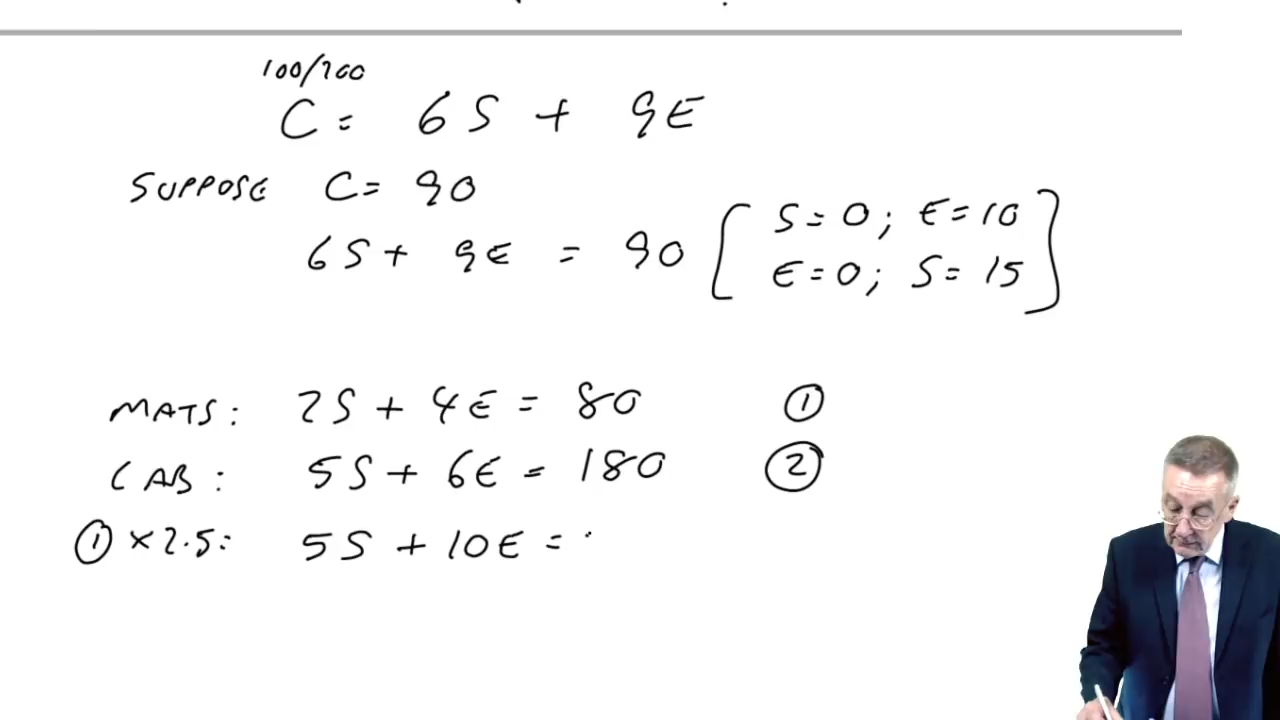 100/200
C = 6S + 9E
SUPPOSE C = 90
6S + 9E = 90 [ S = 0; E = 10
E = 0; S = 15 ]
MATS: 2S + 4E = 80 ①
LAB: 5S + 6E = 180 ②
① × 2.5: 5S + 10E =